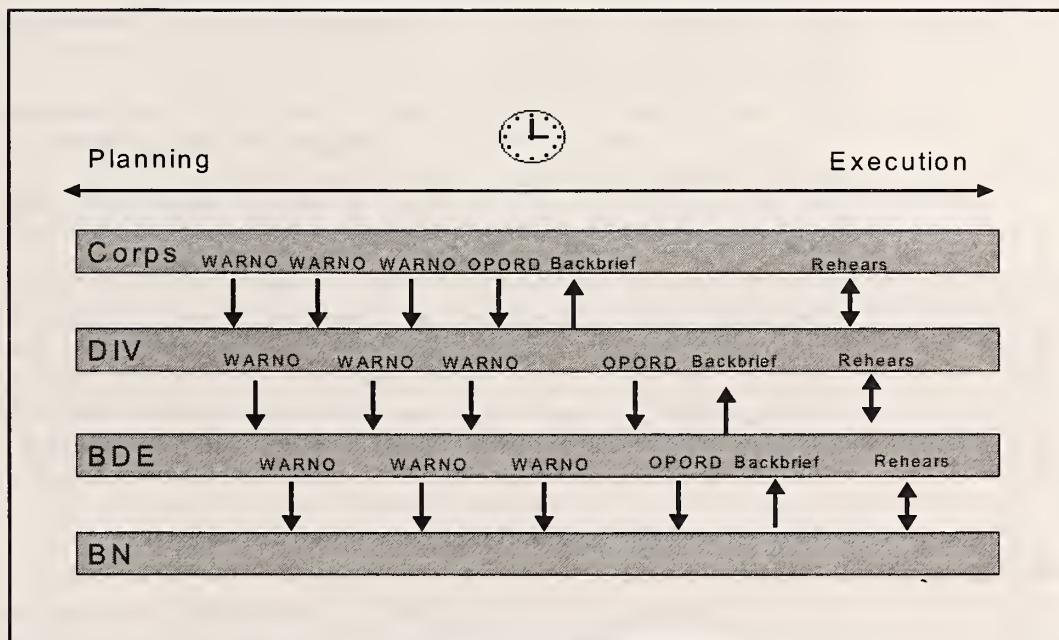 Planning Execution
Corps WARNO WARNO WARNO OPORD Backbrief Rehears
DIV WARNO WARNO WARNO OPORD Backbrief Rehears
BDE WARNO WARNO WARNO OPORD Backbrief Rehears
BN